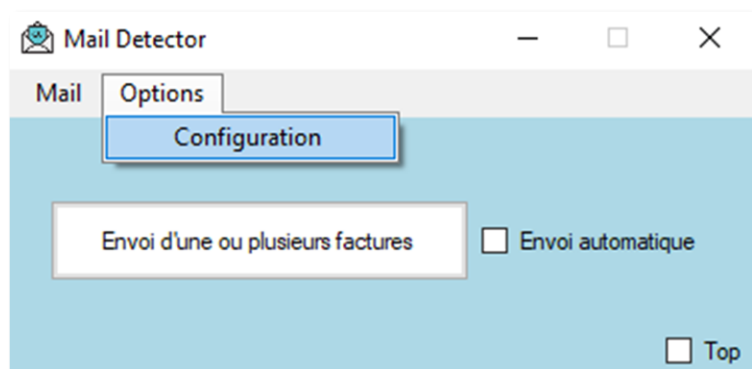 Mail Detector
Mail Options
Configuration
Envoi d'une ou plusieurs factures Envoi automatique
Top